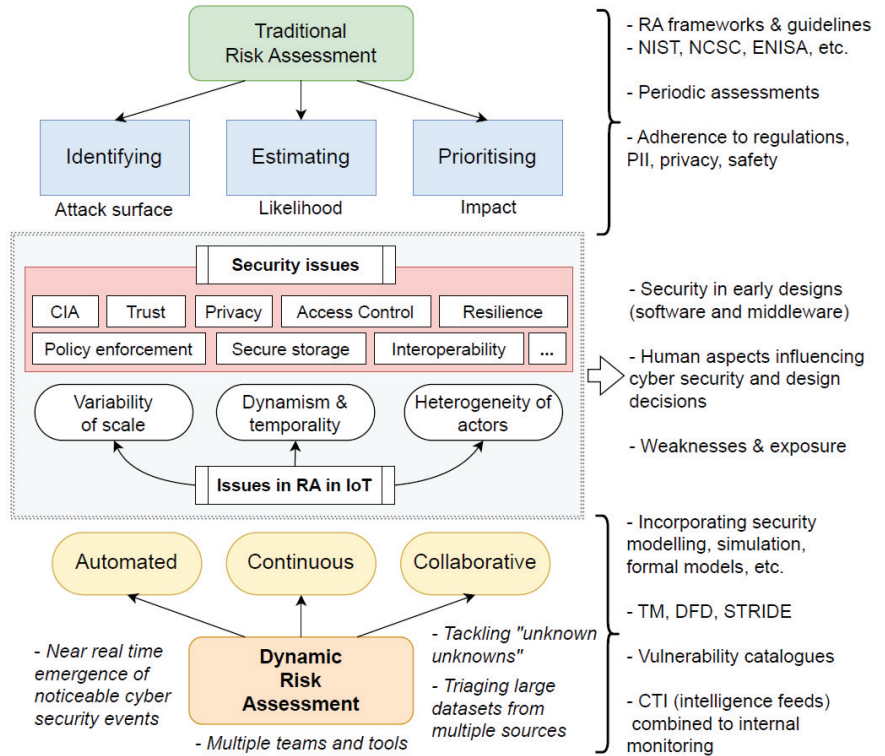 Traditional
Risk Assessment
Identifying
Estimating
Prioritising
Attack surface
Likelihood
Impact
- RA frameworks & guidelines
- NIST, NCSC, ENISA, etc.
- Periodic assessments
- Adherence to regulations,
PII, privacy, safety
Security issues
CIA
Trust
Privacy
Access Control
Resilience
Policy enforcement
Secure storage
Interoperability
...
Variability
of scale
Dynamism &
temporality
Heterogeneity of
actors
Issues in RA in IoT
- Security in early designs
(software and middleware)
- Human aspects influencing
cyber security and design
decisions
- Weaknesses & exposure
Automated
Continuous
Collaborative
- Near real time
emergence of
noticeable cyber
security events
Dynamic
Risk
Assessment
- Tackling "unknown
unknowns"
- Triaging large
datasets from
multiple sources
- Multiple teams and tools
- Incorporating security
modelling, simulation,
formal models, etc.
- TM, DFD, STRIDE
- Vulnerability catalogues
- CTI (intelligence feeds)
combined to internal
monitoring